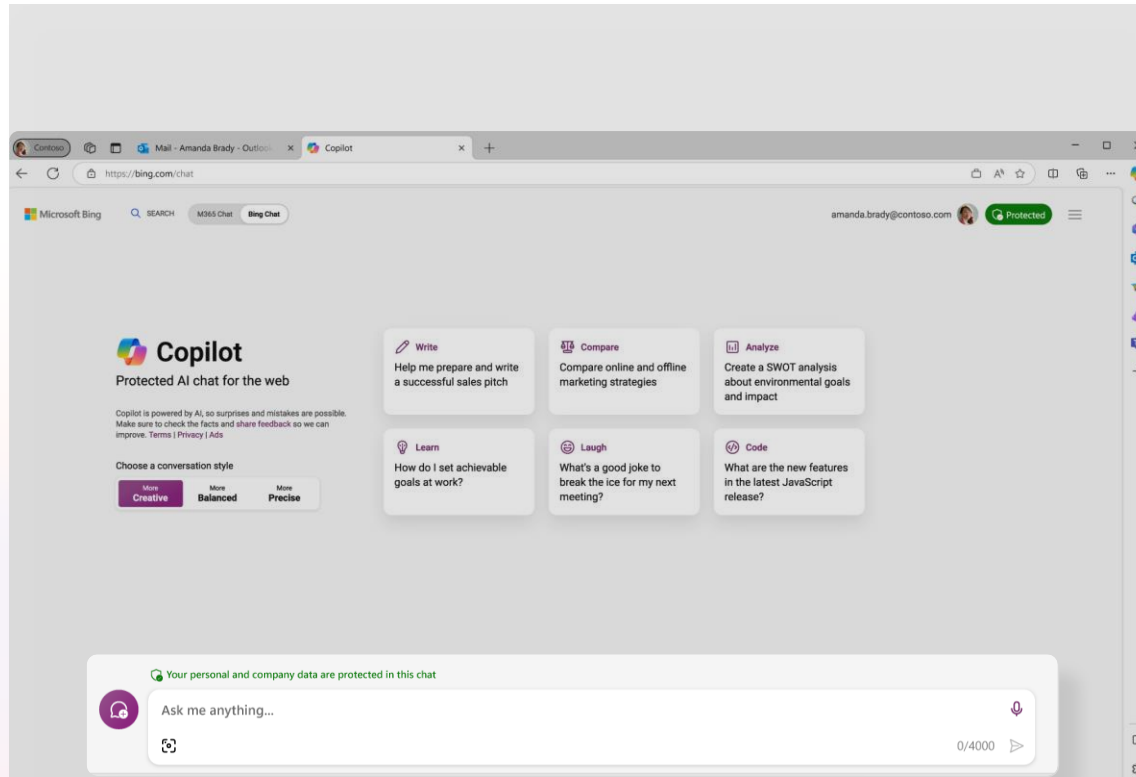 Contoso
Mail - Amanda Brady - Outlook
Copilot
https://bing.com/chat
Microsoft Bing
SEARCH
M365 Chat
Bing Chat
amanda.brady@contoso.com
Protected
Copilot
Protected AI chat for the web
Copilot is powered by AI, so surprises and mistakes are possible.
Make sure to check the facts and share feedback so we can
improve. Terms | Privacy | Ads
Choose a conversation style
More
Creative
More
Balanced
More
Precise
Write
Help me prepare and write
a successful sales pitch
Compare
Compare online and offline
marketing strategies
Analyze
Create a SWOT analysis
about environmental goals
and impact
Learn
How do I set achievable
goals at work?
Laugh
What's a good joke to
break the ice for my next
meeting?
Code
What are the new features
in the latest JavaScript
release?
Your personal and company data are protected in this chat
Ask me anything...
0/4000